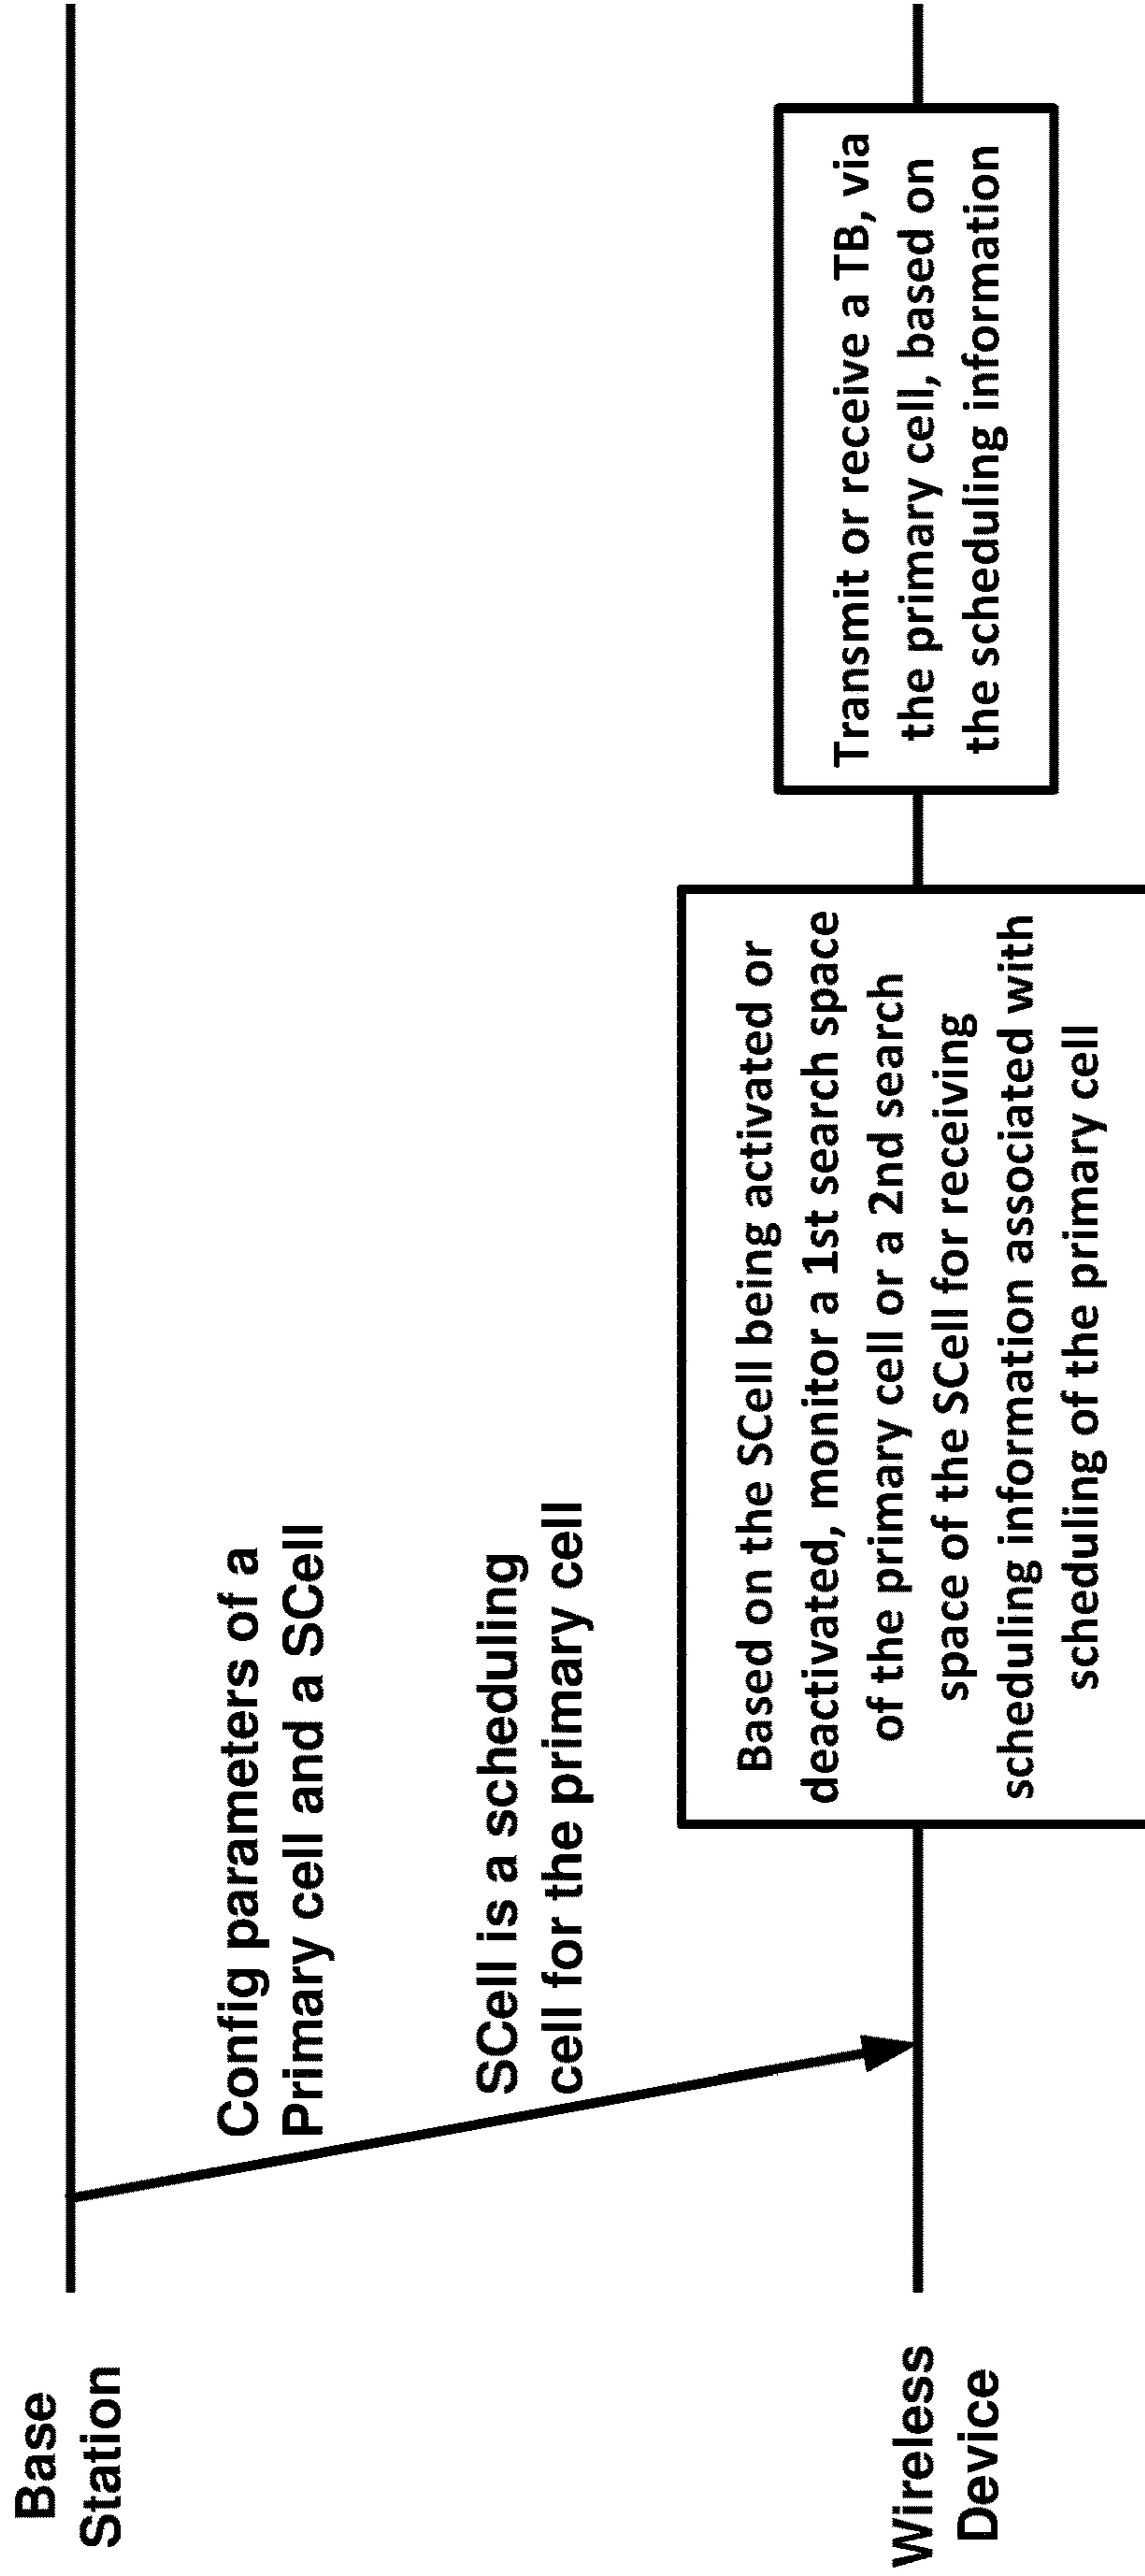 Base
Station
Config parameters of a
Primary cell and a SCell
SCell is a scheduling
cell for the primary cell
Wireless
Device
Based on the SCell being activated or
deactivated, monitor a 1st search space
of the primary cell or a 2nd search
space of the SCell for receiving
scheduling information associated with
scheduling of the primary cell
Transmit or receive a TB, via
the primary cell, based on
the scheduling information